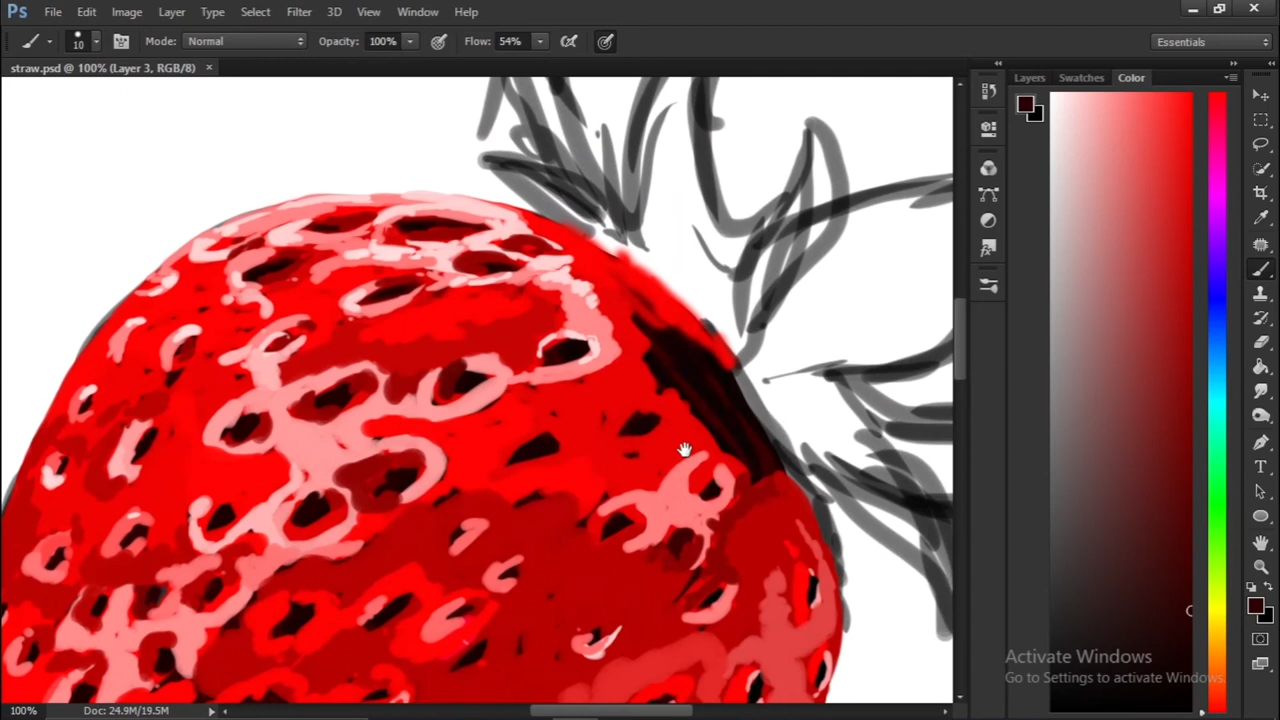 Ps File Edit Image Layer Type Select Filter 3D View Window Help
10 Mode: Normal Opacity: 100% Flow: 54% Essentials
straw.psd @ 100% (Layer 3, RGB/8) ×
Layers Swatches Color
Activate Windows
Go to Settings to activate Windows.
100% Doc: 24.9M/19.5M